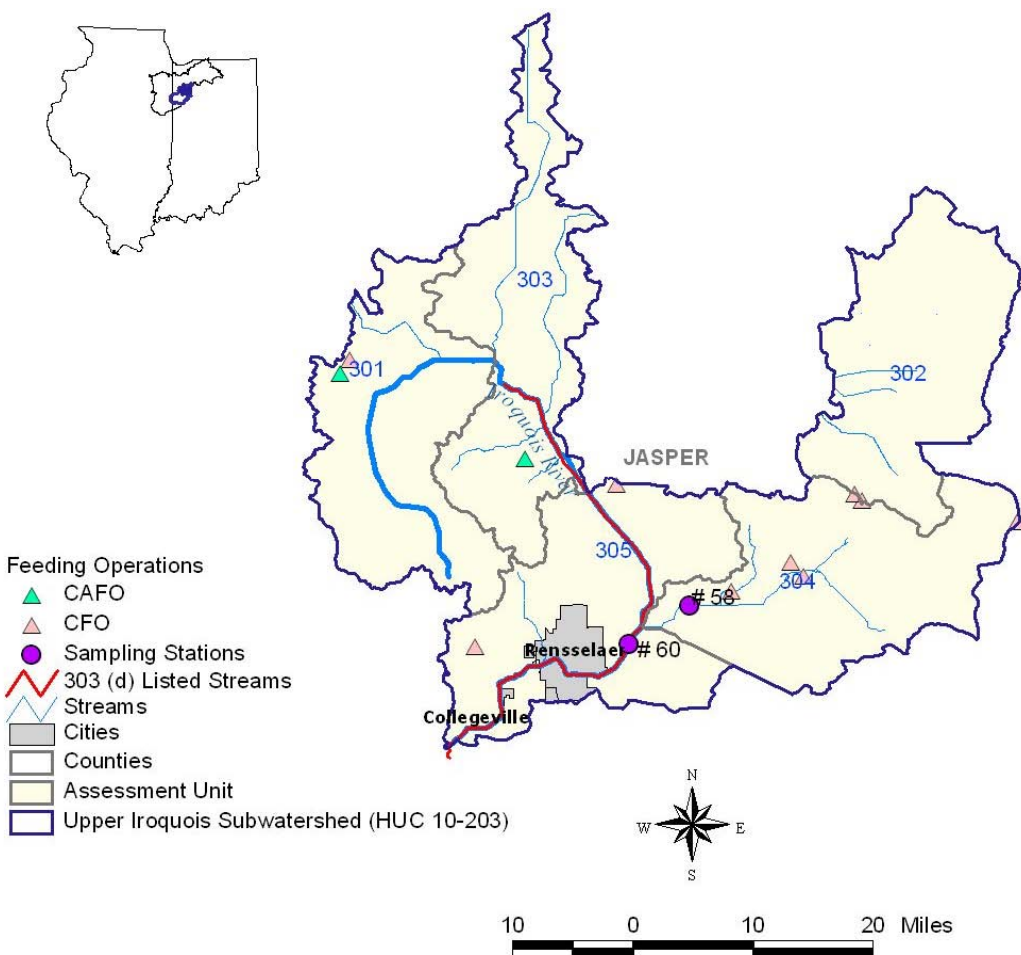 303
301
302
Iroquois River
JASPER
305
304
# 58
Rensselaer
# 60
Collegeville
Feeding Operations
CAFO
CFO
Sampling Stations
303 (d) Listed Streams
Streams
Cities
Counties
Assessment Unit
Upper Iroquois Subwatershed (HUC 10-203)
N
W
E
S
10 0 10 20 Miles